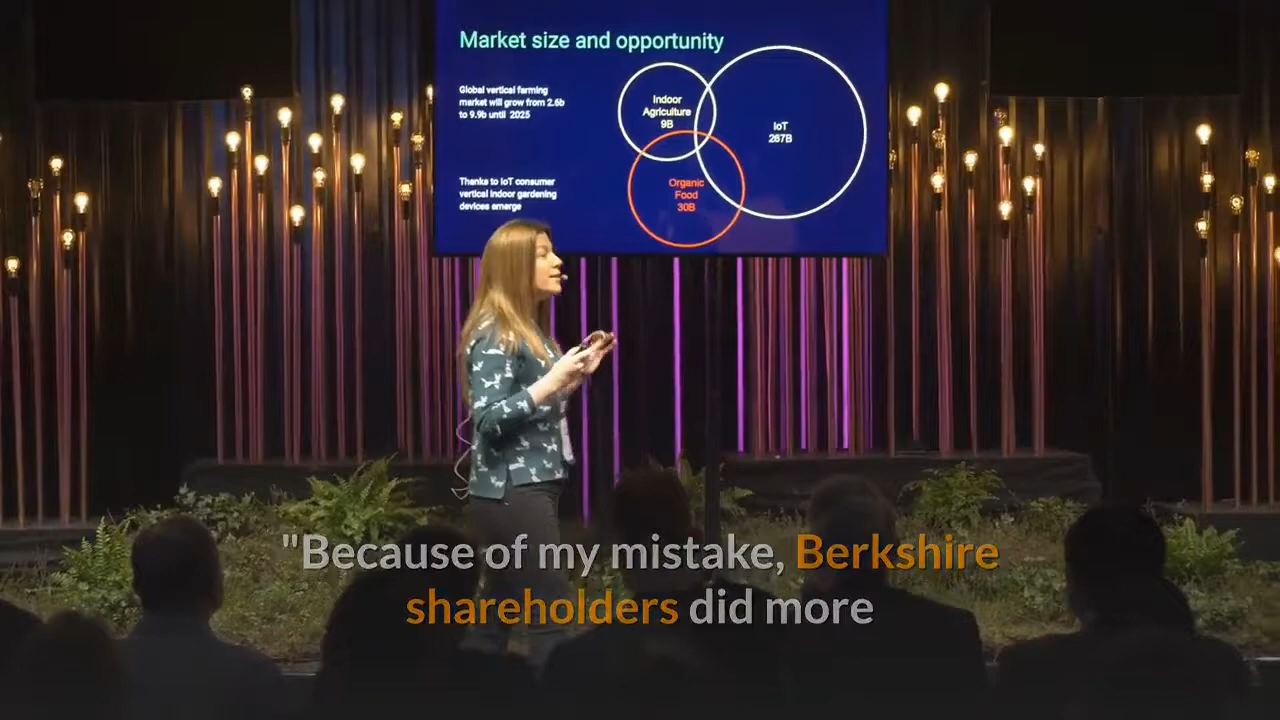 Market size and opportunity
Global vertical farming
market will grow from 2.6b
to 9.9b until 2025
Thanks to IoT consumer
vertical indoor gardening
devices emerge
Indoor
Agriculture
9B
IoT
267B
Organic
Food
30B
"Because of my mistake, Berkshire
shareholders did more